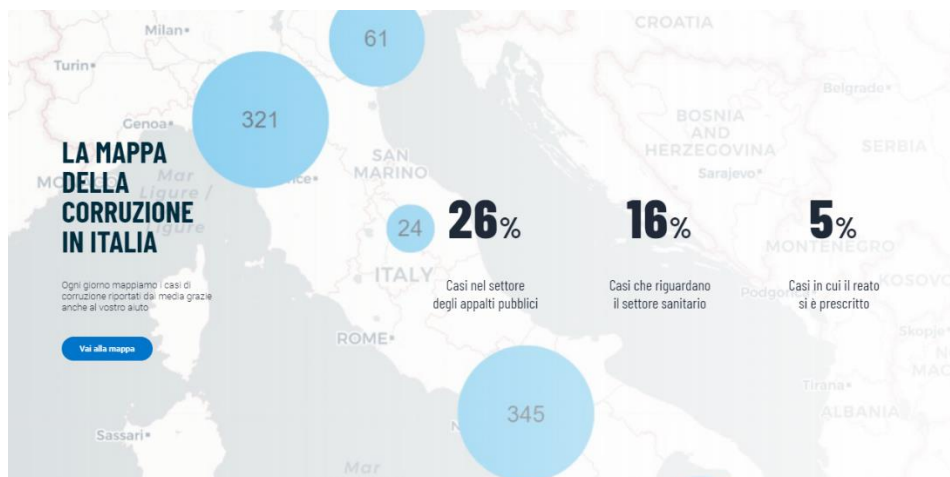 LA MAPPA
DELLA
CORRUZIONE
IN ITALIA
Ogni giorno mappiamo i casi di
corruzione riportati dai media grazie
anche al vostro aiuto
Vai alla mappa
26%
Casi nel settore
degli appalti pubblici
16%
Casi che riguardano
il settore sanitario
5%
Casi in cui il reato
si è prescritto
61
321
24
345
Milan
Turin
Genoa
Mar
Ligure /
Ligure
SAN
MARINO
ITALY
ROME
Sassari
Mar
CROATIA
Belgrade
BOSNIA
AND
HERZEGOVINA
SERBIA
Sarajevo
MONTENEGRO
KOSOVO
Skopje
Tirana
ALBANIA